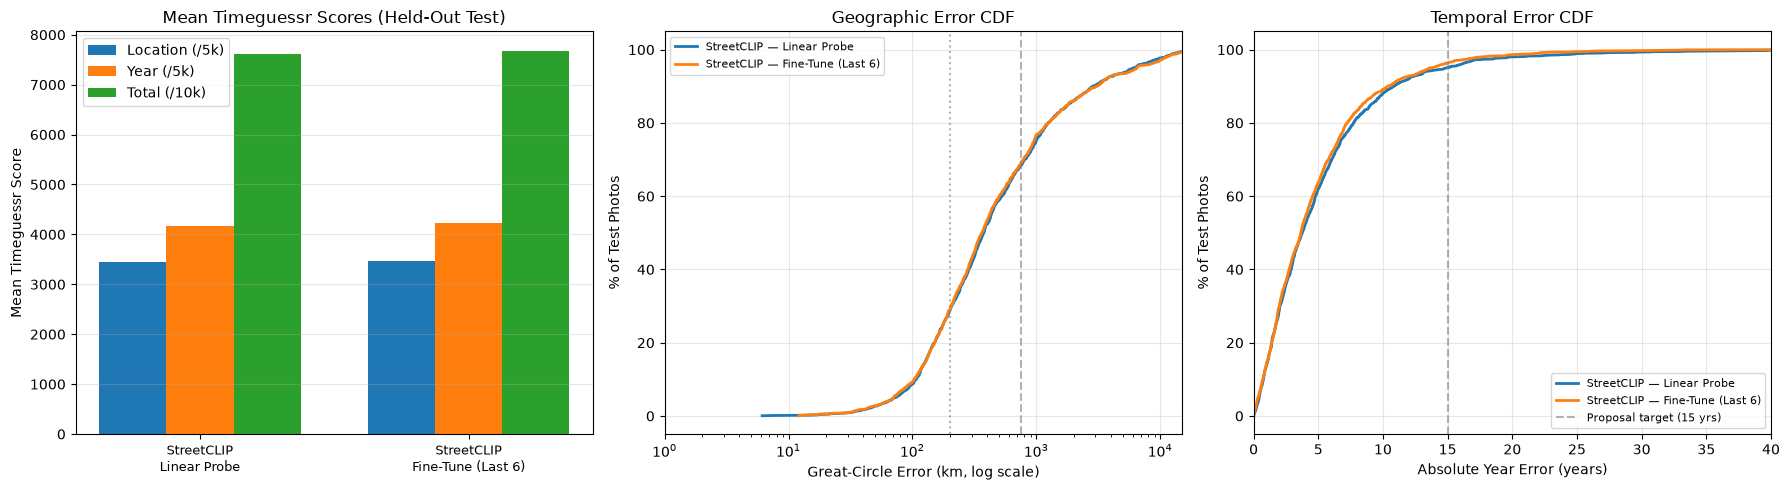 Mean Timeguessr Scores (Held-Out Test)
Mean Timeguessr Score
8000
7000
6000
5000
4000
3000
2000
1000
0
Location (/5k)
Year (/5k)
Total (/10k)
StreetCLIP
Linear Probe
StreetCLIP
Fine-Tune (Last 6)
Geographic Error CDF
% of Test Photos
100
80
60
40
20
0
StreetCLIP — Linear Probe
StreetCLIP — Fine-Tune (Last 6)
10⁰
10¹
10²
10³
10⁴
Great-Circle Error (km, log scale)
Temporal Error CDF
% of Test Photos
100
80
60
40
20
0
StreetCLIP — Linear Probe
StreetCLIP — Fine-Tune (Last 6)
Proposal target (15 yrs)
0
5
10
15
20
25
30
35
40
Absolute Year Error (years)